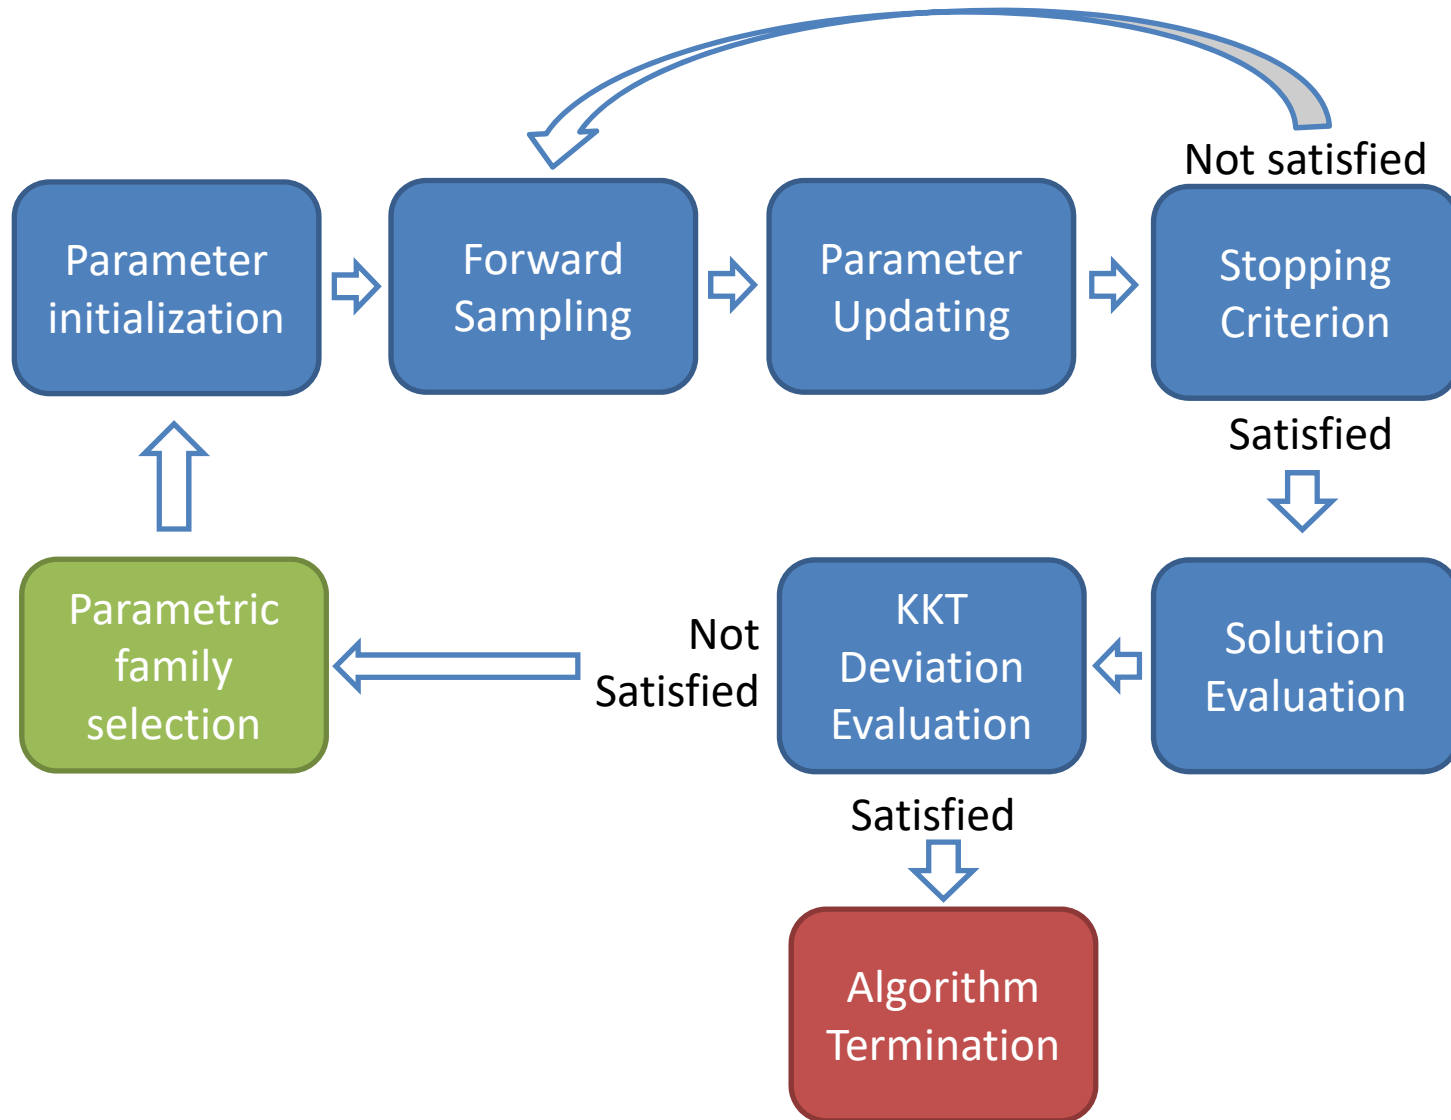 Not satisfied
Parameter
initialization
Forward
Sampling
Parameter
Updating
Stopping
Criterion
Satisfied
Parametric
family
selection
Not
Satisfied
KKT
Deviation
Evaluation
Solution
Evaluation
Satisfied
Algorithm
Termination